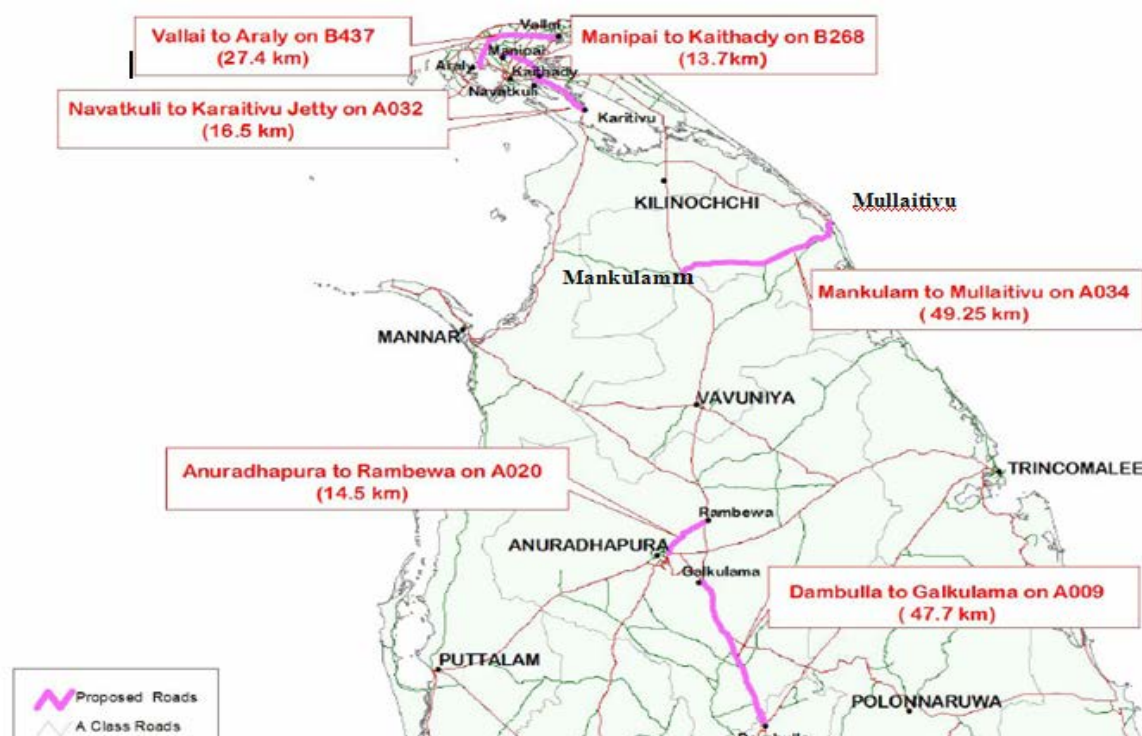 Vallai to Araly on B437
(27.4 km)
Vallai
Manipai to Kaithady on B268
(13.7km)
Manipai
Araly
Kaithady
Navatkuli
Navatkuli to Karaitivu Jetty on A032
(16.5 km)
Karitivu
KILINOCHCHI
Mullaitivu
Mankulamm
Mankulam to Mullaitivu on A034
( 49.25 km)
MANNAR
VAVUNIYA
Anuradhapura to Rambewa on A020
(14.5 km)
TRINCOMALEE
Rambewa
ANURADHAPURA
Galkulama
Dambulla to Galkulama on A009
( 47.7 km)
PUTTALAM
POLONNARUWA
Proposed Roads
A Class Roads